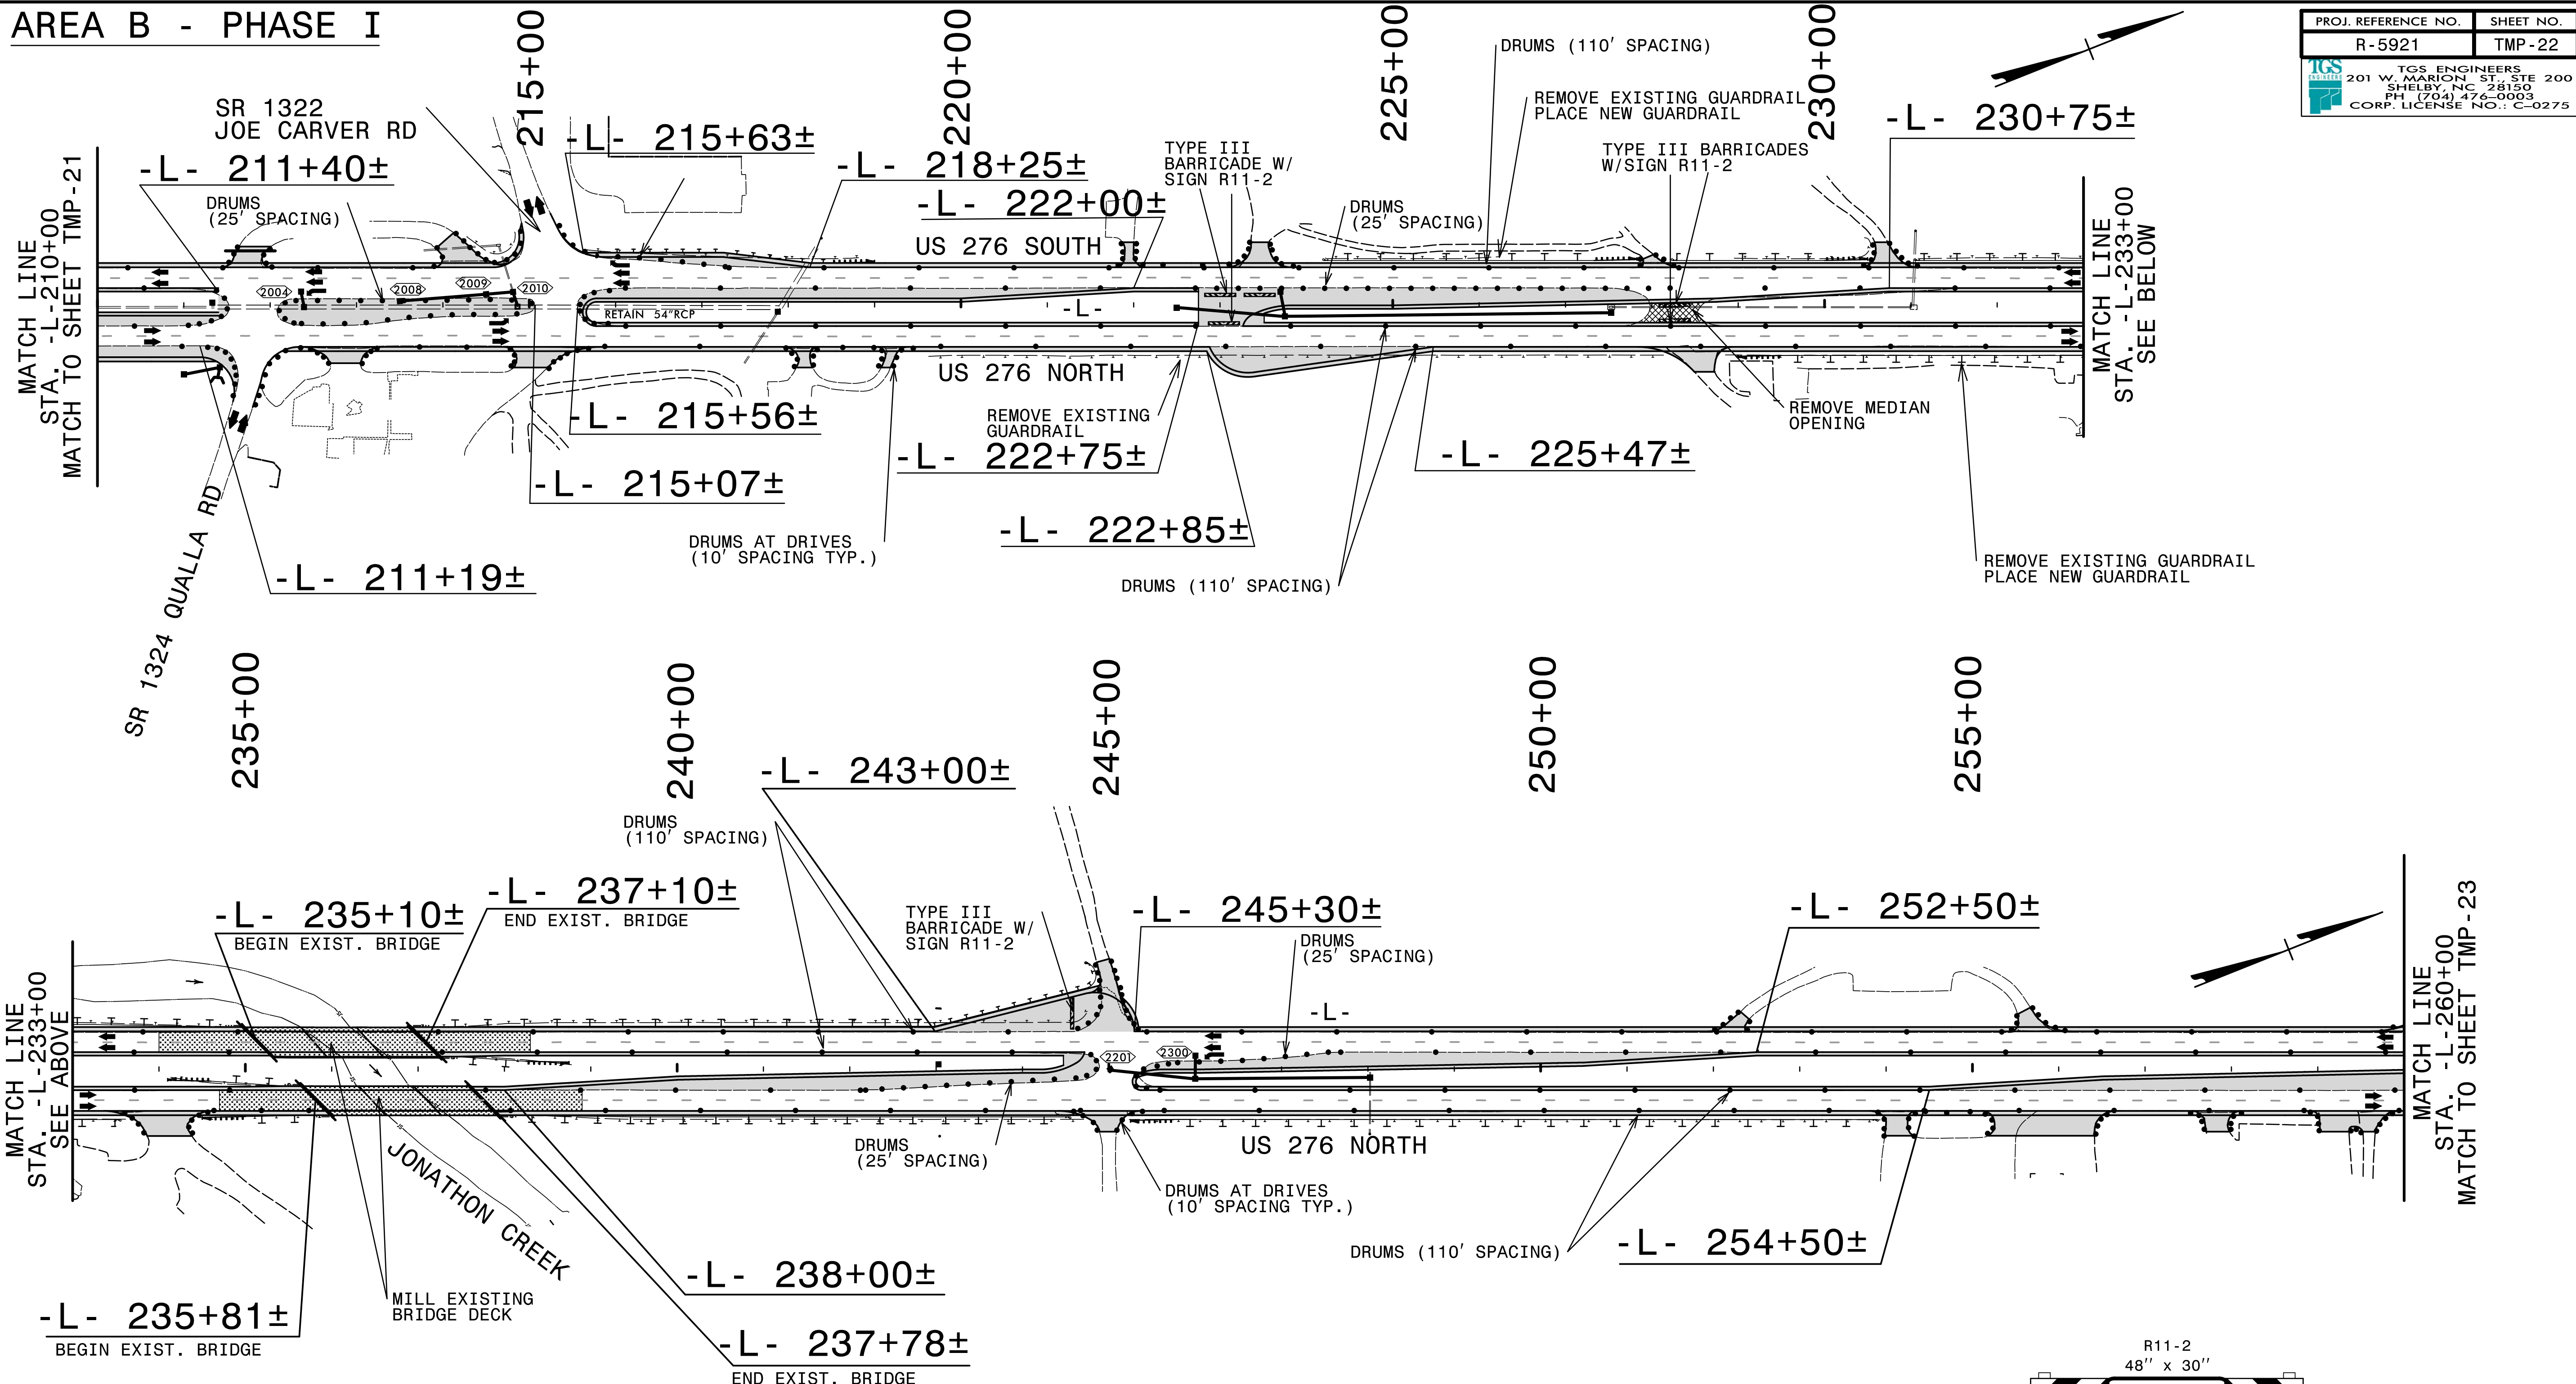 AREA B - PHASE I
PROJ. REFERENCE NO.
SHEET NO.
R-5921
TMP-22
TGS
ENGINEERS
TGS ENGINEERS
201 W. MARION ST., STE 200
SHELBY, NC 28150
PH (704) 476-0003
CORP. LICENSE NO.: C-0275
215+00
220+00
225+00
230+00
MATCH LINE
STA. -L-210+00
MATCH TO SHEET TMP-21
SR 1322
JOE CARVER RD
-L- 211+40±
DRUMS
(25' SPACING)
-L- 215+63±
-L- 218+25±
-L- 222+00±
US 276 SOUTH
TYPE III
BARRICADE W/
SIGN R11-2
DRUMS
(25' SPACING)
DRUMS (110' SPACING)
REMOVE EXISTING GUARDRAIL
PLACE NEW GUARDRAIL
TYPE III BARRICADES
W/SIGN R11-2
-L- 230+75±
MATCH LINE
STA. -L-233+00
SEE BELOW
2004
2008
2009
2010
RETAIN 54"RCP
-L-
US 276 NORTH
-L- 215+56±
-L- 215+07±
REMOVE EXISTING
GUARDRAIL
-L- 222+75±
-L- 222+85±
-L- 225+47±
REMOVE MEDIAN
OPENING
DRUMS AT DRIVES
(10' SPACING TYP.)
DRUMS (110' SPACING)
REMOVE EXISTING GUARDRAIL
PLACE NEW GUARDRAIL
SR 1324 QUALLA RD
-L- 211+19±
235+00
240+00
245+00
250+00
255+00
-L- 243+00±
DRUMS
(110' SPACING)
-L- 235+10±
BEGIN EXIST. BRIDGE
-L- 237+10±
END EXIST. BRIDGE
TYPE III
BARRICADE W/
SIGN R11-2
-L- 245+30±
DRUMS
(25' SPACING)
-L- 252+50±
MATCH LINE
STA. -L-233+00
SEE ABOVE
MATCH LINE
STA. -L-260+00
MATCH TO SHEET TMP-23
-L-
2201
2300
JONATHON CREEK
DRUMS
(25' SPACING)
US 276 NORTH
DRUMS AT DRIVES
(10' SPACING TYP.)
DRUMS (110' SPACING)
-L- 254+50±
-L- 238+00±
MILL EXISTING
BRIDGE DECK
-L- 235+81±
BEGIN EXIST. BRIDGE
-L- 237+78±
END EXIST. BRIDGE
R11-2
48" x 30"